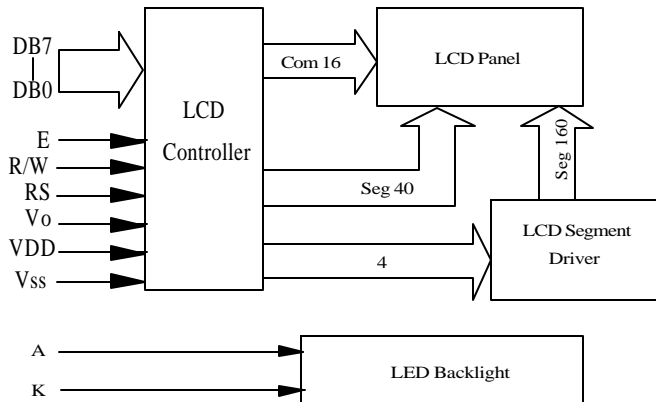 DB7
DB0
E
R/W
RS
Vo
VDD
Vss
LCD
Controller
Com 16
LCD Panel
Seg 40
Seg 160
4
LCD Segment
Driver
A
K
LED Backlight